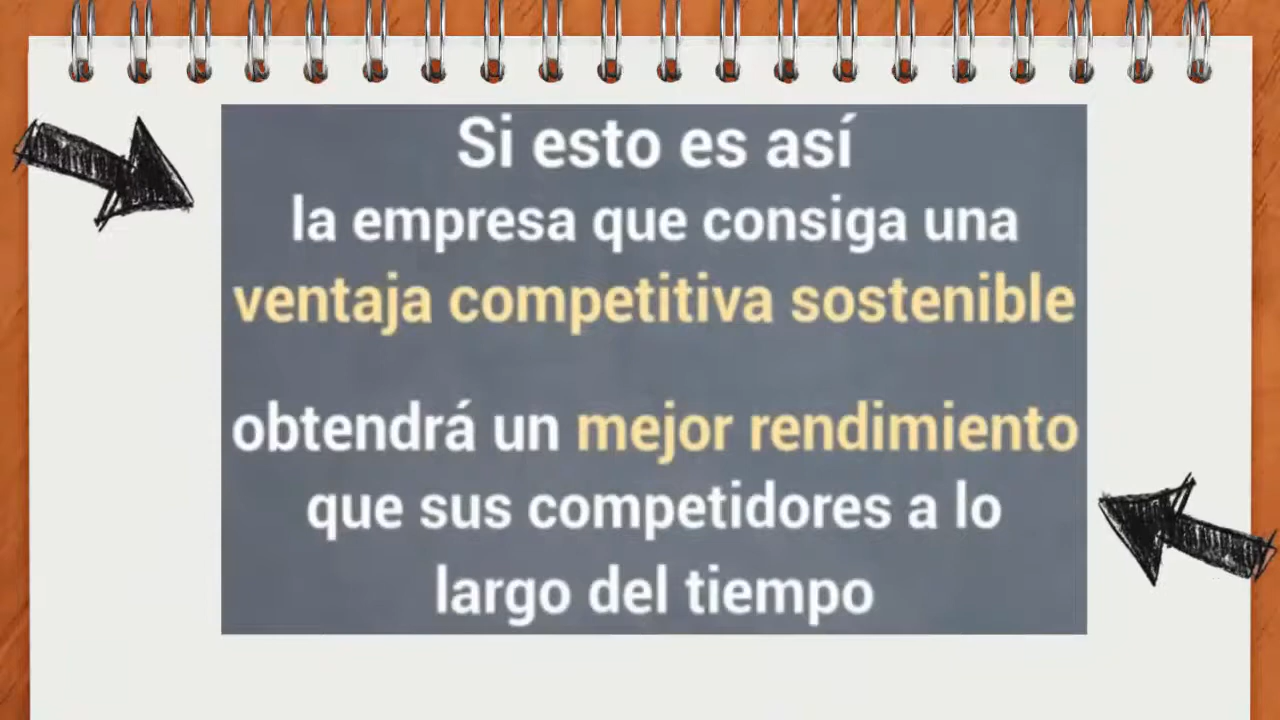 Si esto es así
la empresa que consiga una
ventaja competitiva sostenible
obtendrá un mejor rendimiento
que sus competidores a lo
largo del tiempo